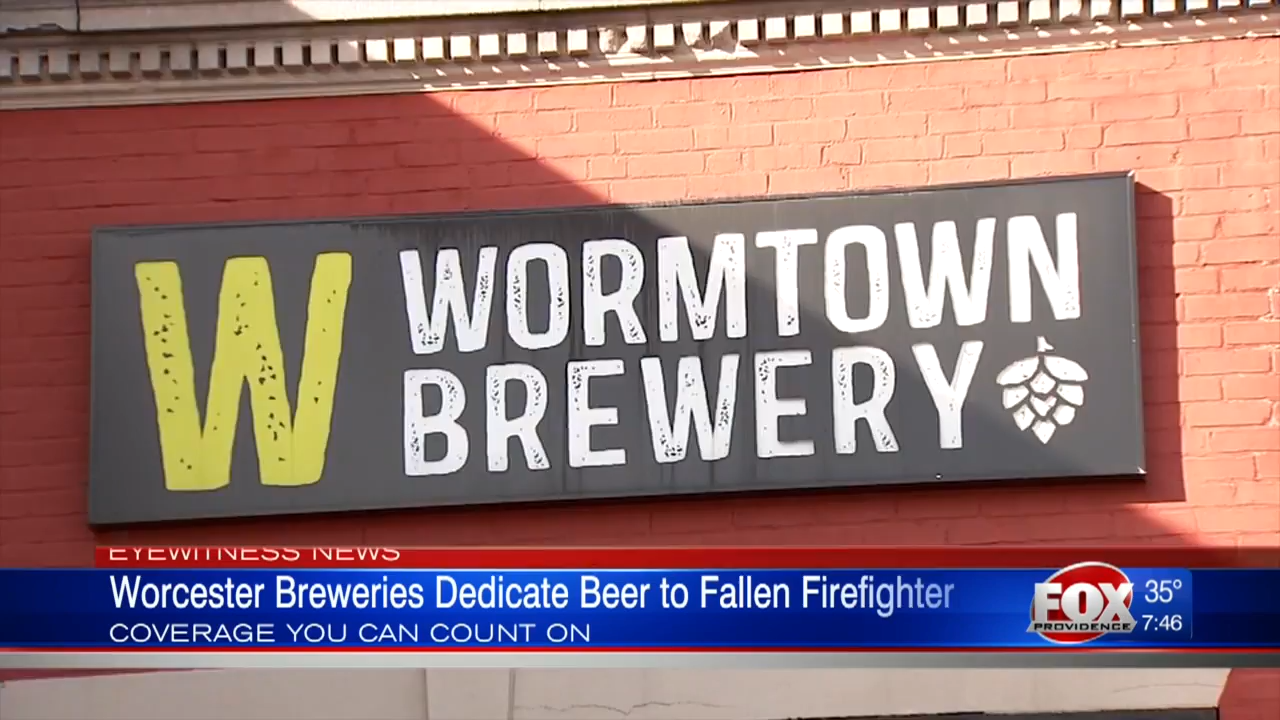 W WORMTOWN
BREWERY
EYEWITNESS NEWS
Worcester Breweries Dedicate Beer to Fallen Firefighter
COVERAGE YOU CAN COUNT ON
FOX
PROVIDENCE
35°
7:46